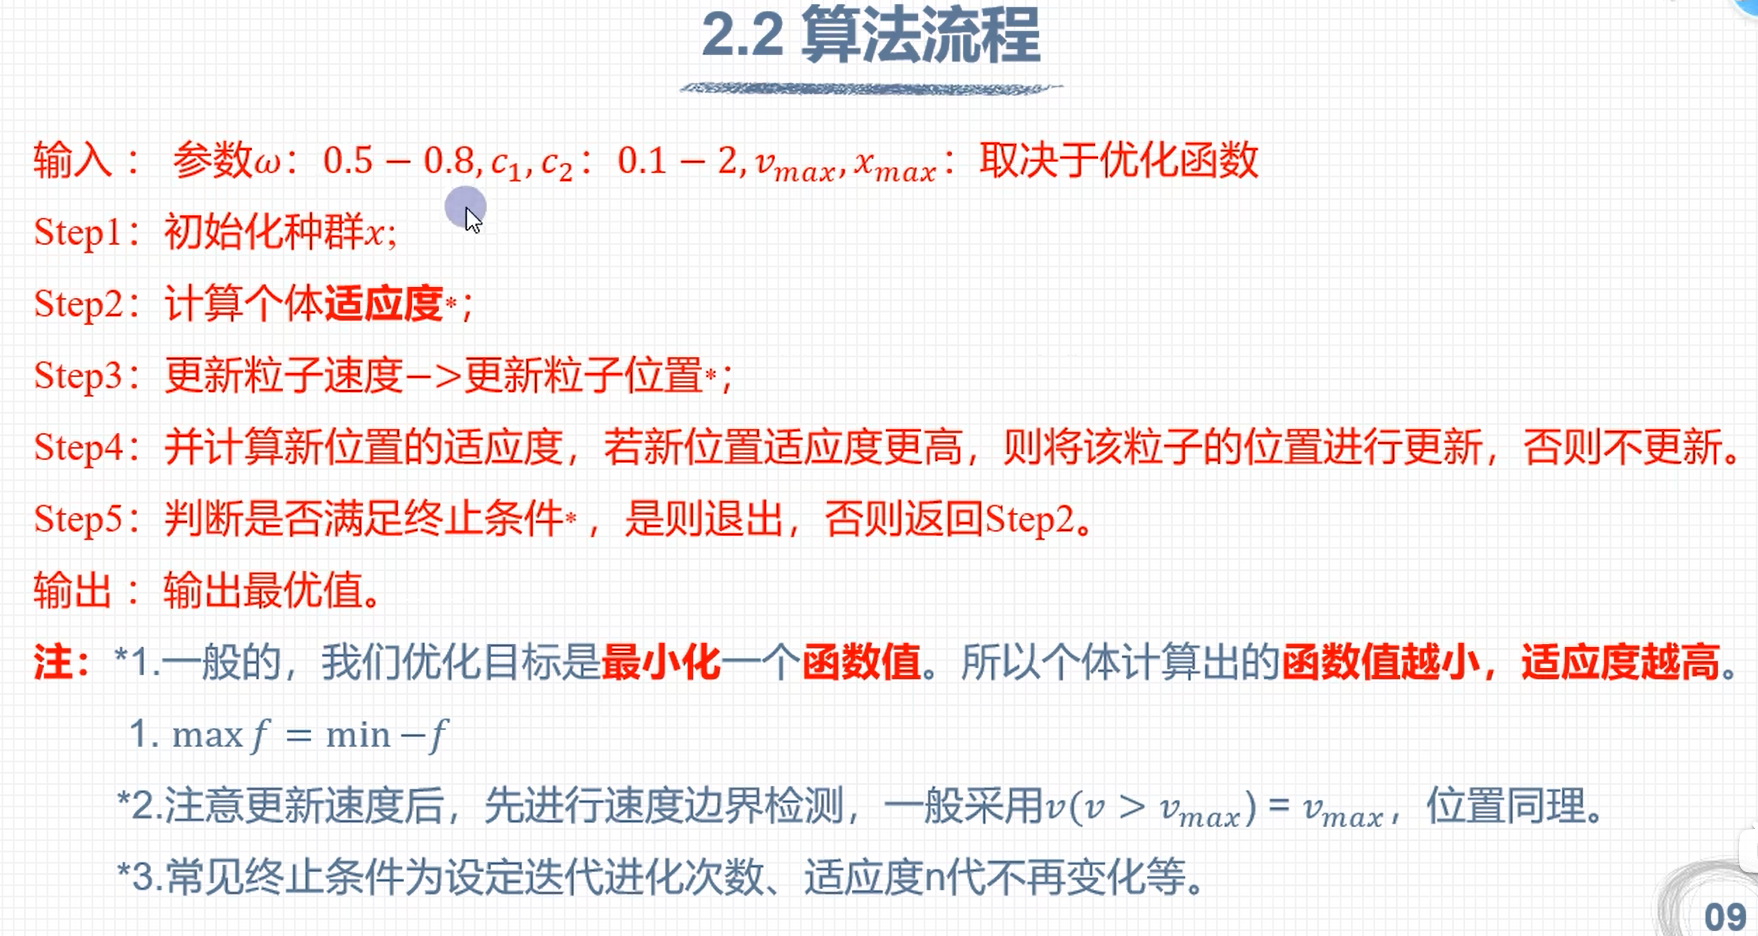 2.2 算法流程
输入： 参数ω：0.5 − 0.8, c₁, c₂：0.1 − 2, vₘₐₓ, xₘₐₓ：取决于优化函数
Step1：初始化种群x;
Step2：计算个体适应度*；
Step3：更新粒子速度−>更新粒子位置*；
Step4：并计算新位置的适应度，若新位置适应度更高，则将该粒子的位置进行更新，否则不更新。
Step5：判断是否满足终止条件*，是则退出，否则返回Step2。
输出：输出最优值。
注：*1.一般的，我们优化目标是最小化一个函数值。所以个体计算出的函数值越小，适应度越高。
1. max f = min −f
*2.注意更新速度后，先进行速度边界检测，一般采用v(v > vₘₐₓ) = vₘₐₓ，位置同理。
*3.常见终止条件为设定迭代进化次数、适应度n代不再变化等。
09